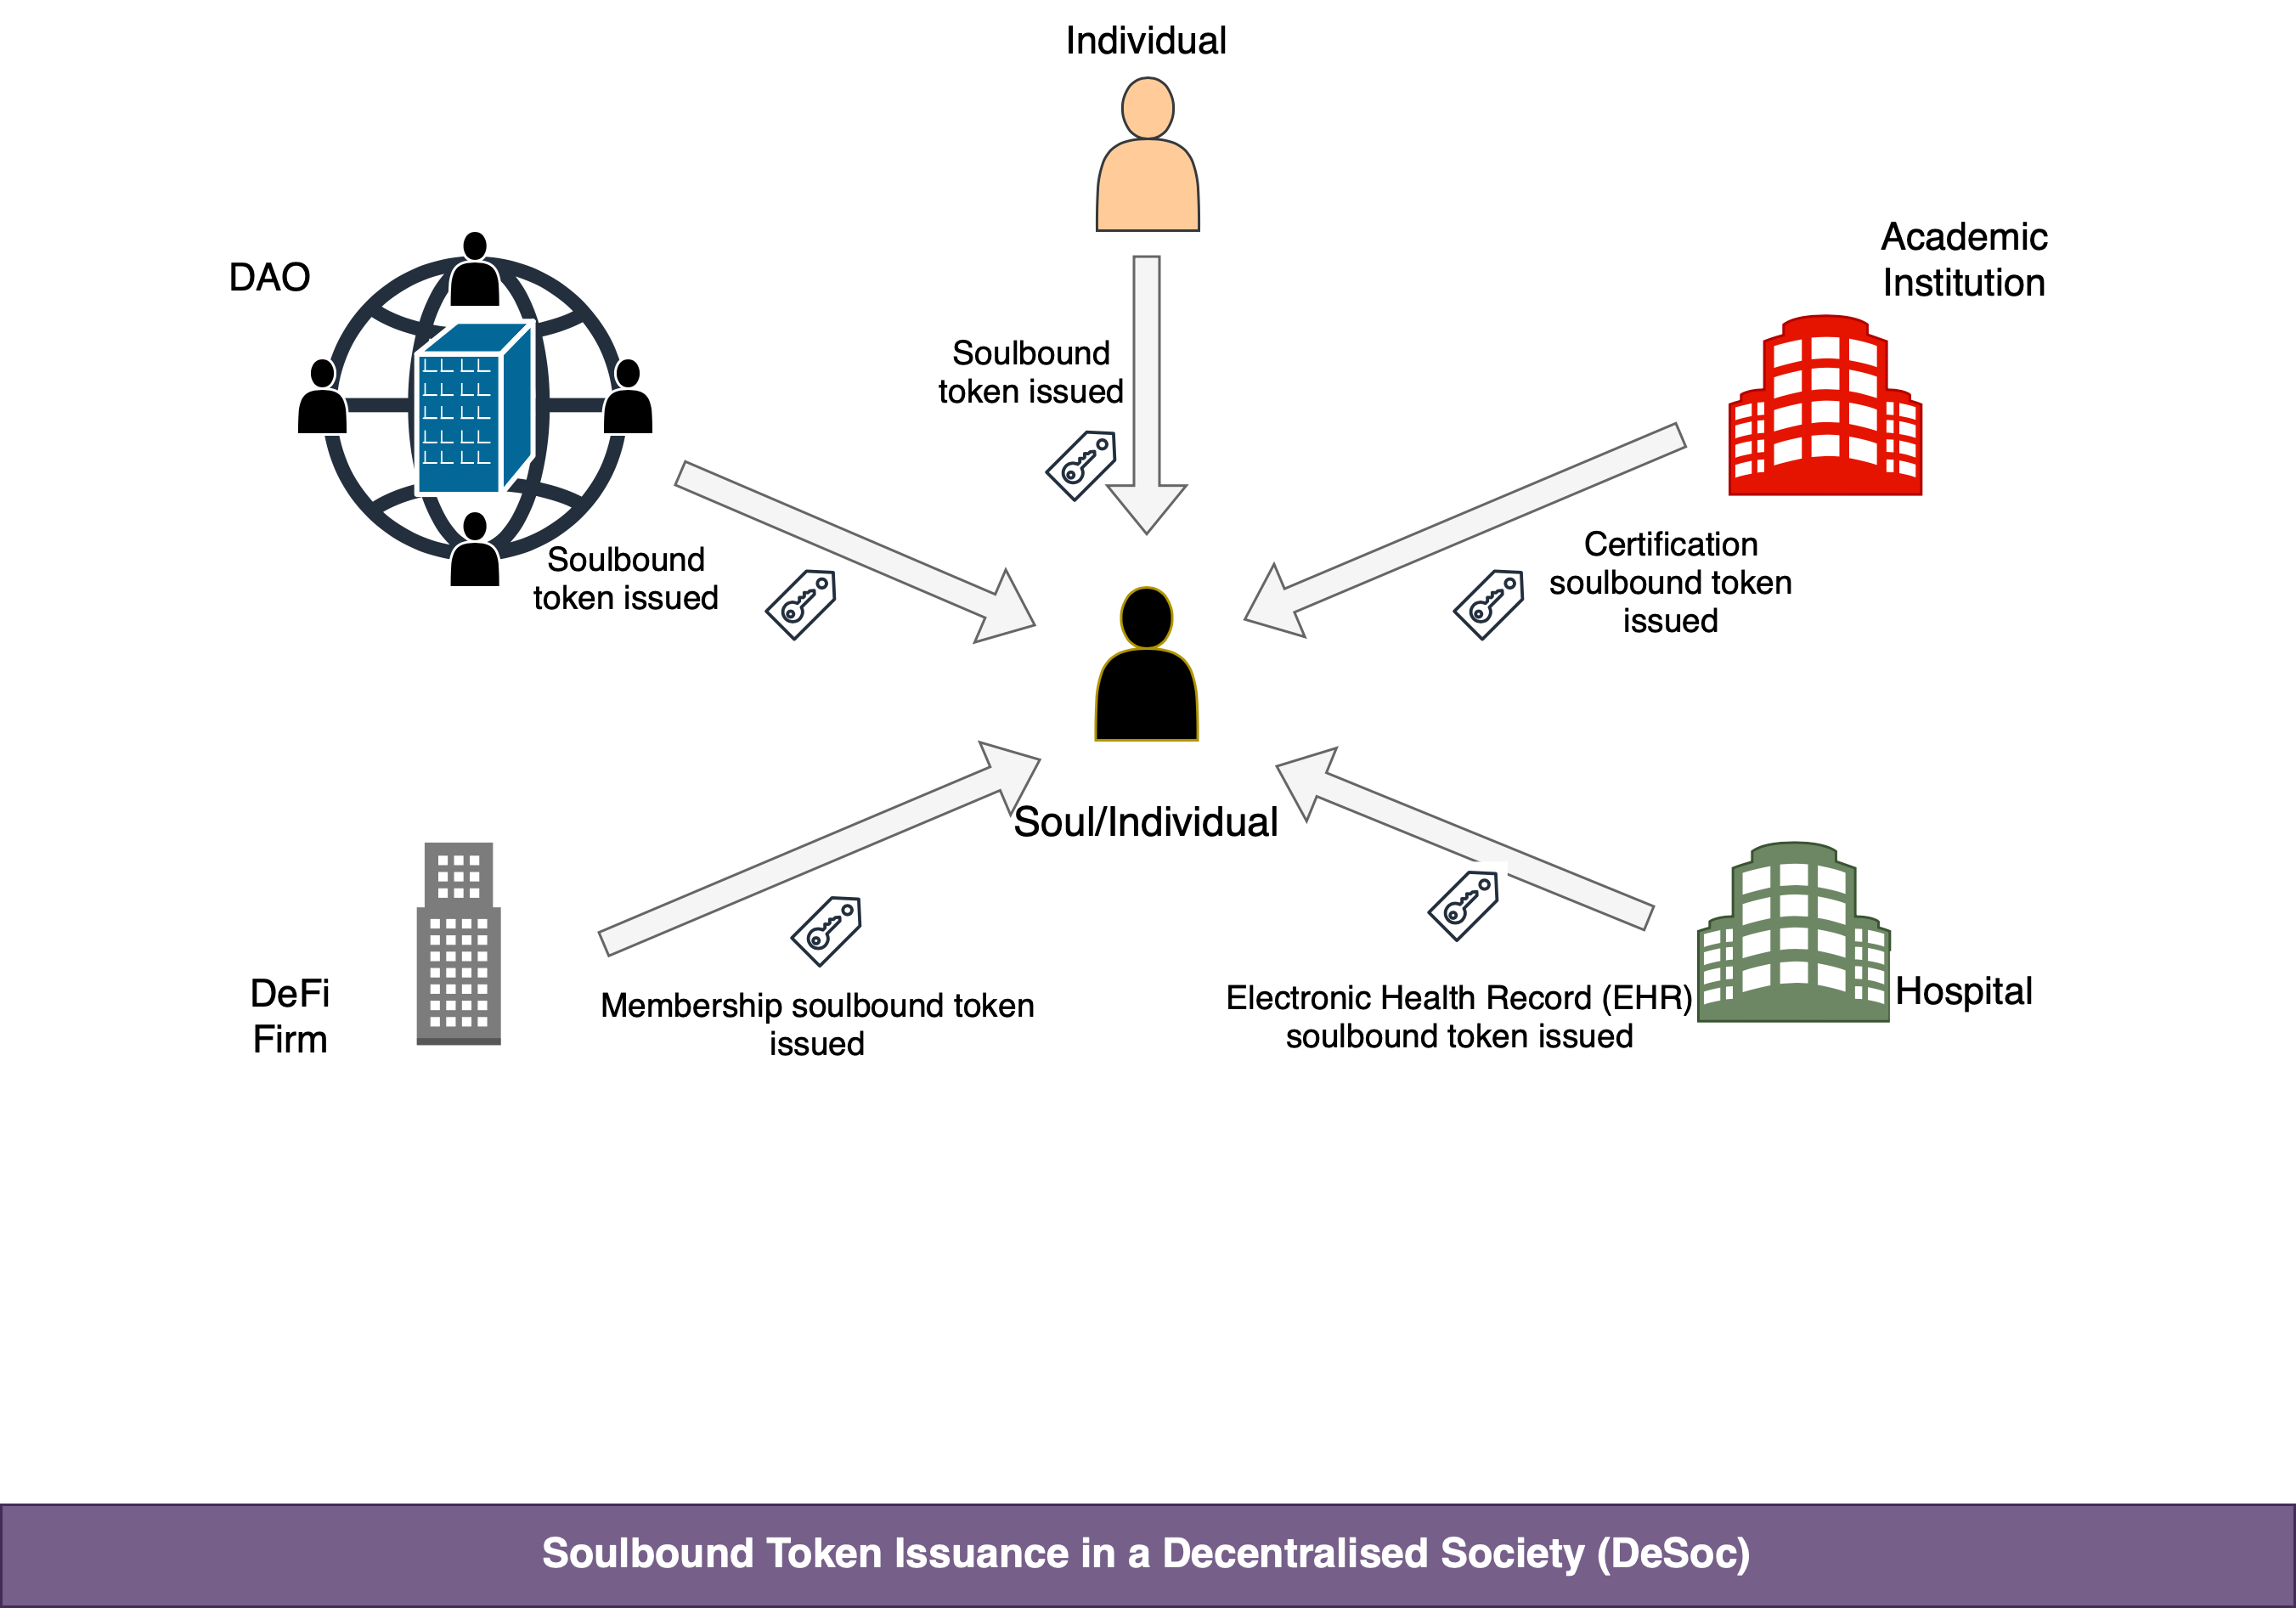 Individual
DAO
Academic
Institution
Soulbound
token issued
Soulbound
token issued
Certification
soulbound token
issued
Soul/Individual
DeFi
Firm
Membership soulbound token
issued
Electronic Health Record (EHR)
soulbound token issued
Hospital
Soulbound Token Issuance in a Decentralised Society (DeSoc)